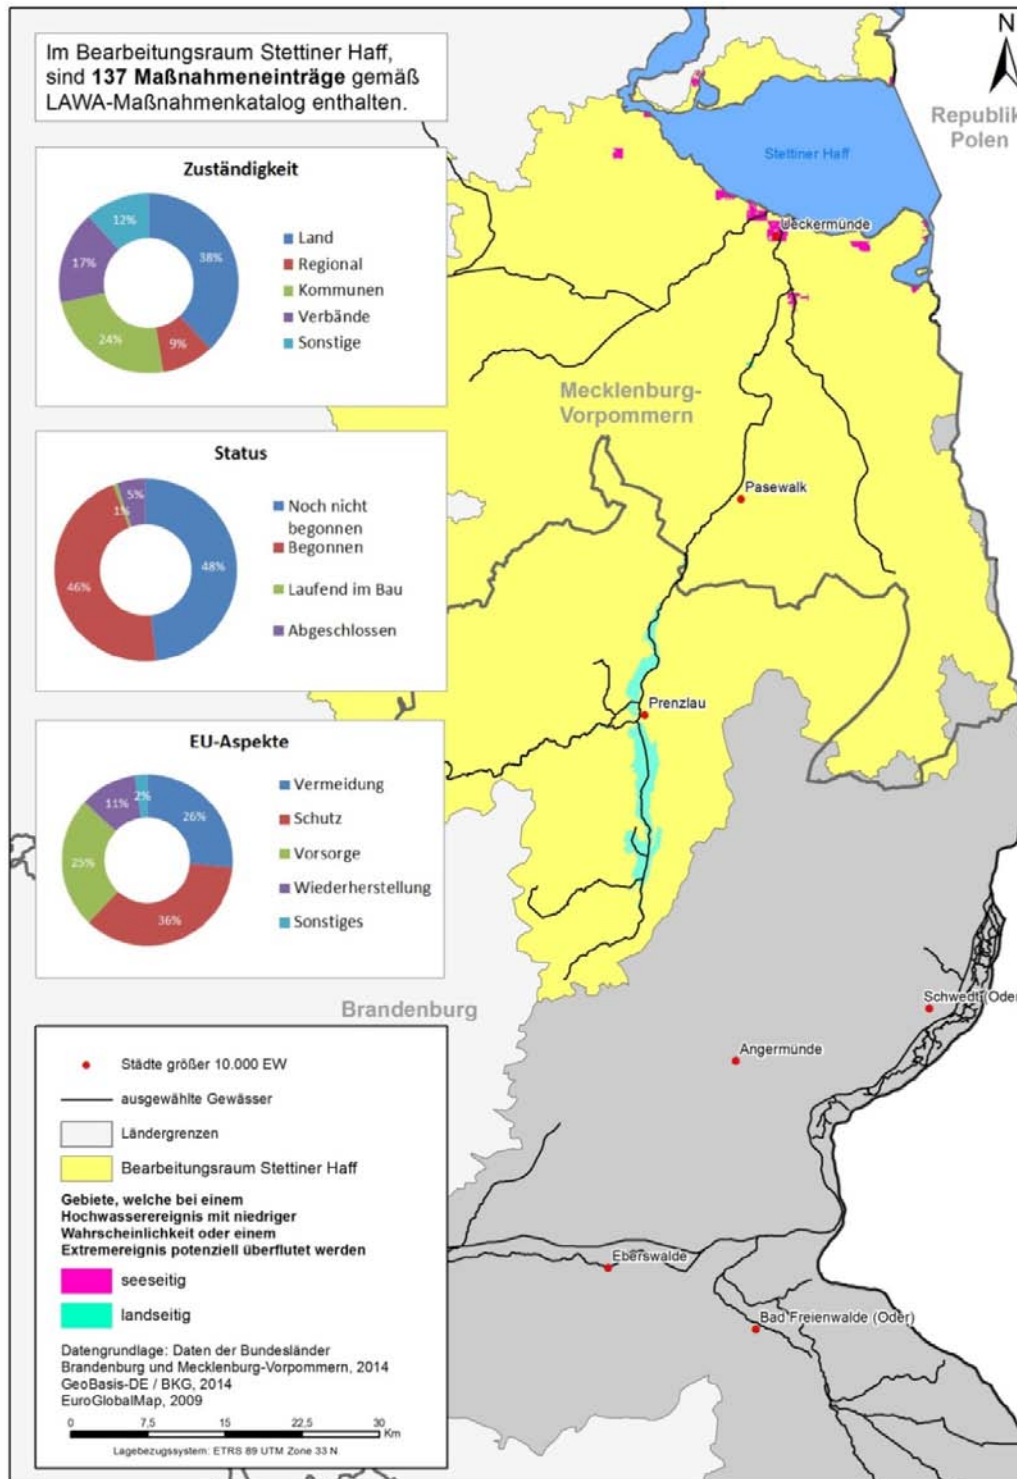 Im Bearbeitungsraum Stettiner Haff,
sind 137 Maßnahmeneinträge gemäß
LAWA-Maßnahmenkatalog enthalten.
N
Republik
Polen
Stettiner Haff
Ueckermünde
Mecklenburg-
Vorpommern
Pasewalk
Prenzlau
Brandenburg
Schwedt (Oder
Angermünde
Eberswalde
Bad Freienwalde (Oder)
Zuständigkeit
12%
38%
17%
24%
9%
Land
Regional
Kommunen
Verbände
Sonstige
Status
5%
1%
48%
46%
Noch nicht
begonnen
Begonnen
Laufend im Bau
Abgeschlossen
EU-Aspekte
2%
11%
26%
25%
36%
Vermeidung
Schutz
Vorsorge
Wiederherstellung
Sonstiges
Städte größer 10.000 EW
ausgewählte Gewässer
Ländergrenzen
Bearbeitungsraum Stettiner Haff
Gebiete, welche bei einem
Hochwasserereignis mit niedriger
Wahrscheinlichkeit oder einem
Extremereignis potenziell überflutet werden
seeseitig
landseitig
Datengrundlage: Daten der Bundesländer
Brandenburg und Mecklenburg-Vorpommern, 2014
GeoBasis-DE / BKG, 2014
EuroGlobalMap, 2009
0 7,5 15 22,5 30
Km
Lagebezugssystem: ETRS 89 UTM Zone 33 N